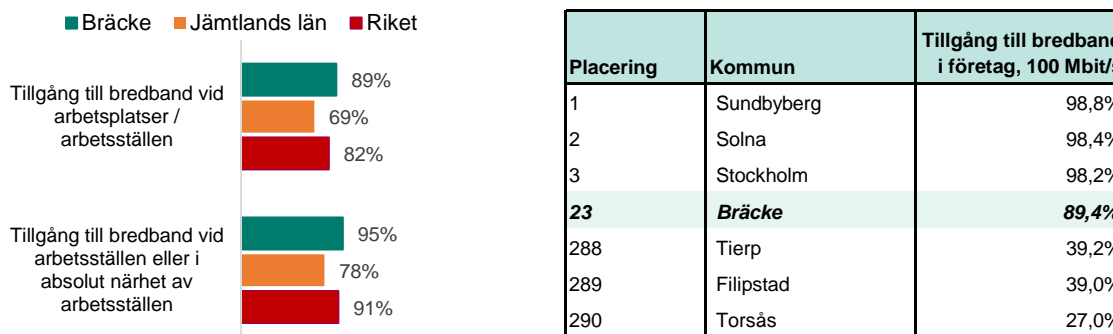 Bräcke Jämtlands län Riket
Tillgång till bredband vid
arbetsplatser /
arbetsställen
89%
69%
82%
Tillgång till bredband vid
arbetsställen eller i
absolut närhet av
arbetsställen
95%
78%
91%
Placering Kommun Tillgång till bredband
i företag, 100 Mbit/s
1 Sundbyberg 98,8%
2 Solna 98,4%
3 Stockholm 98,2%
23 Bräcke 89,4%
288 Tierp 39,2%
289 Filipstad 39,0%
290 Torsås 27,0%